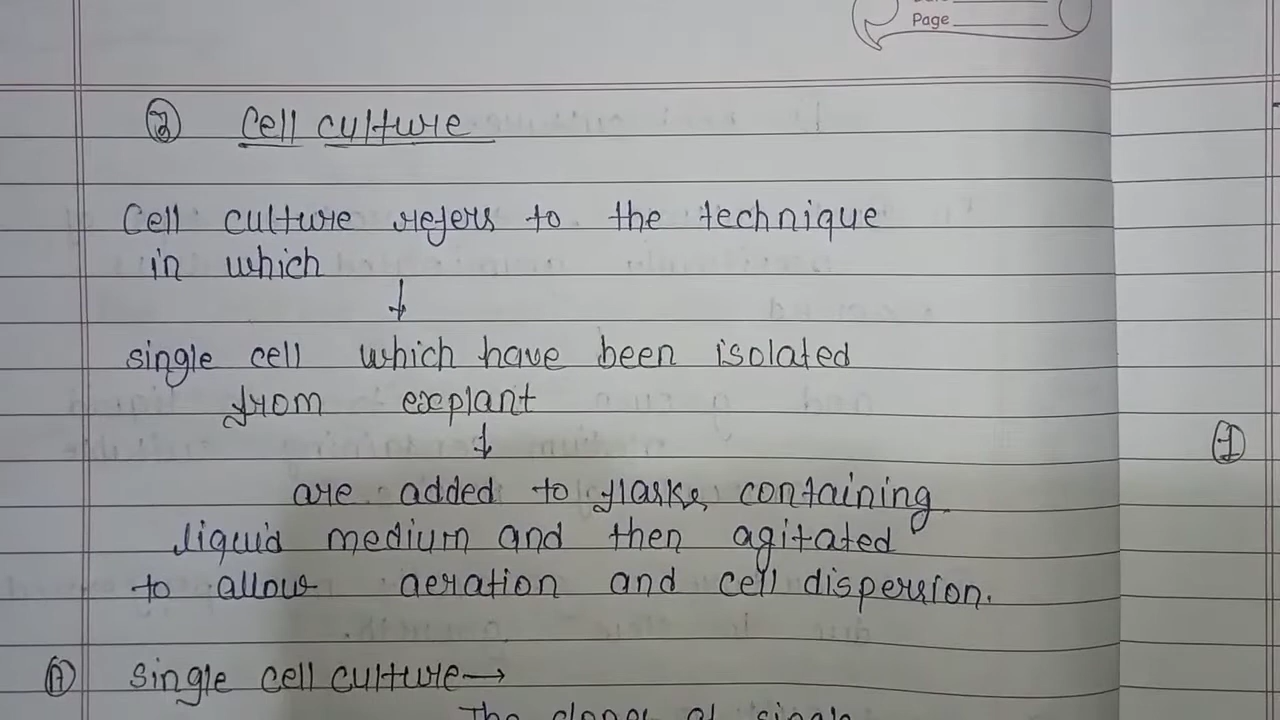 Page
② Cell culture
Cell culture refers to the technique
in which
↓
single cell which have been isolated
from explant
↓
are added to flasks containing
liquid medium and then agitated
to allow aeration and cell dispersion.
Ⓐ Single cell culture →
The
single
①